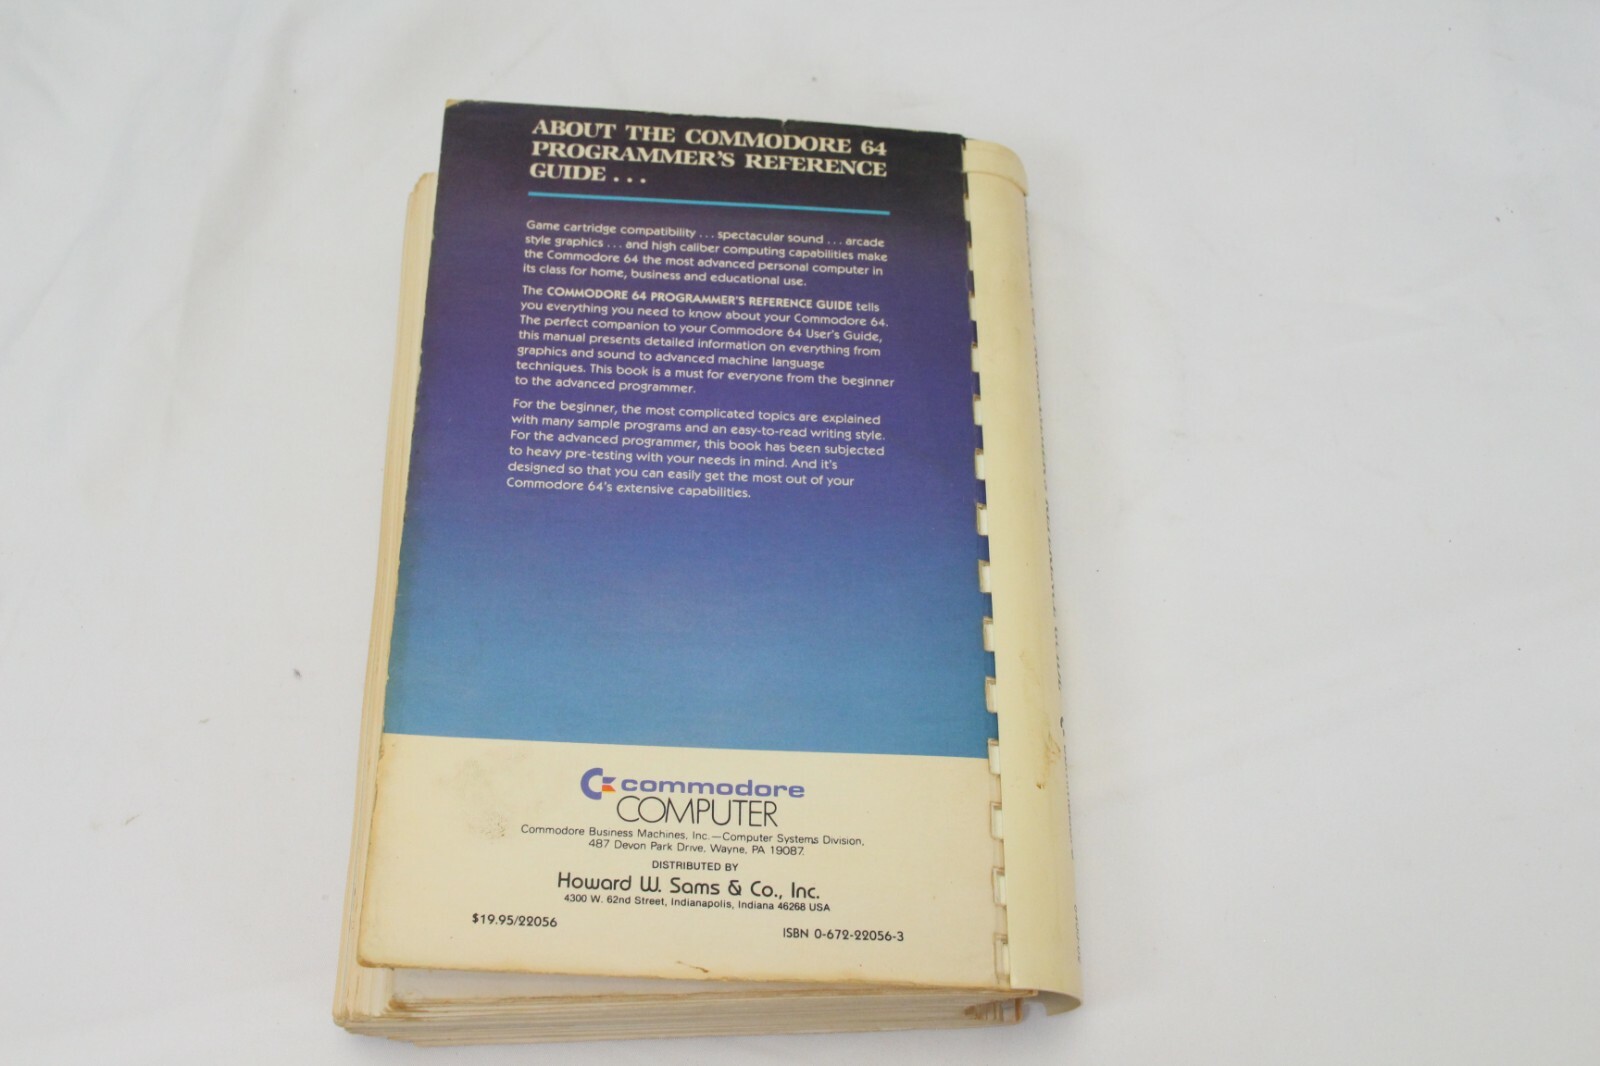 ABOUT THE COMMODORE 64
PROGRAMMER'S REFERENCE
GUIDE . . .
Game cartridge compatibility . . . spectacular sound . . . arcade
style graphics . . . and high caliber computing capabilities make
the Commodore 64 the most advanced personal computer in
its class for home, business and educational use.
The COMMODORE 64 PROGRAMMER'S REFERENCE GUIDE tells
you everything you need to know about your Commodore 64.
The perfect companion to your Commodore 64 User's Guide,
this manual presents detailed information on everything from
graphics and sound to advanced machine language
techniques. This book is a must for everyone from the beginner
to the advanced programmer.
For the beginner, the most complicated topics are explained
with many sample programs and an easy-to-read writing style.
For the advanced programmer, this book has been subjected
to heavy pre-testing with your needs in mind. And it's
designed so that you can easily get the most out of your
Commodore 64's extensive capabilities.
commodore
COMPUTER
Commodore Business Machines, Inc.—Computer Systems Division,
487 Devon Park Drive, Wayne, PA 19087.
DISTRIBUTED BY
Howard W. Sams & Co., Inc.
4300 W. 62nd Street, Indianapolis, Indiana 46268 USA
$19.95/22056
ISBN 0-672-22056-3